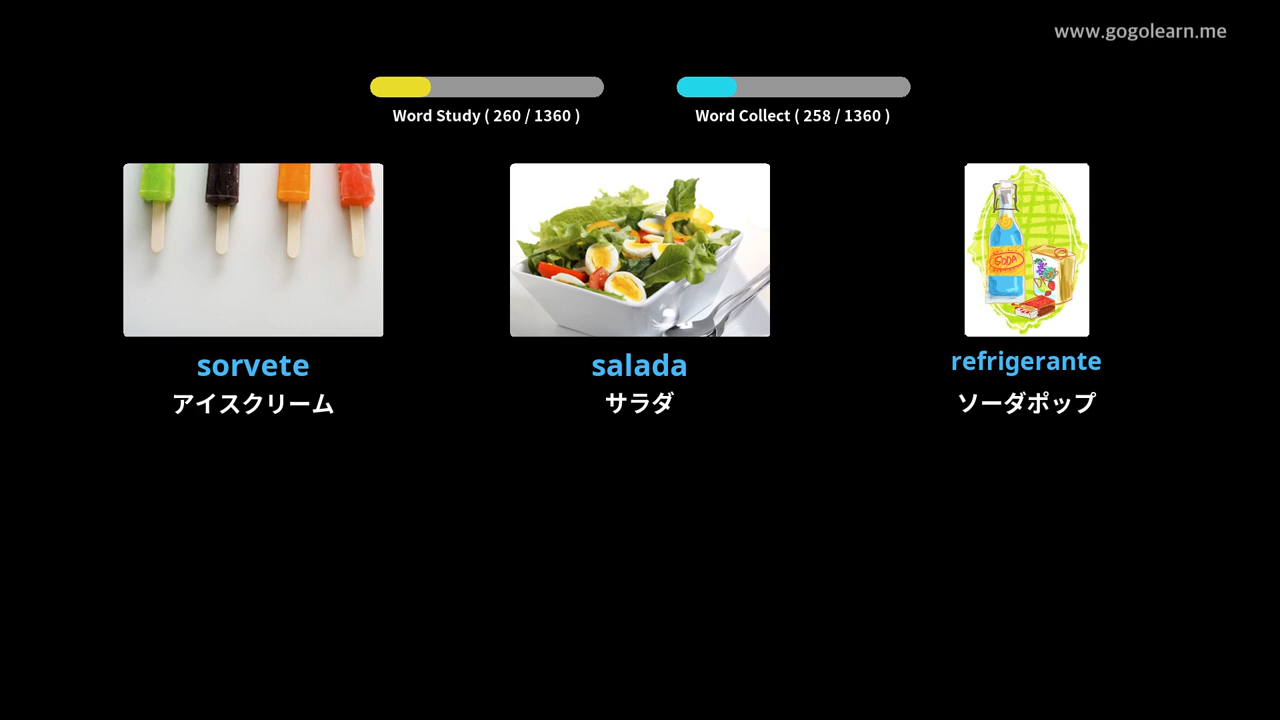 www.gogolearn.me
Word Study ( 260 / 1360 )
Word Collect ( 258 / 1360 )
SODA
sorvete
salada
refrigerante
アイスクリーム
サラダ
ソーダポップ